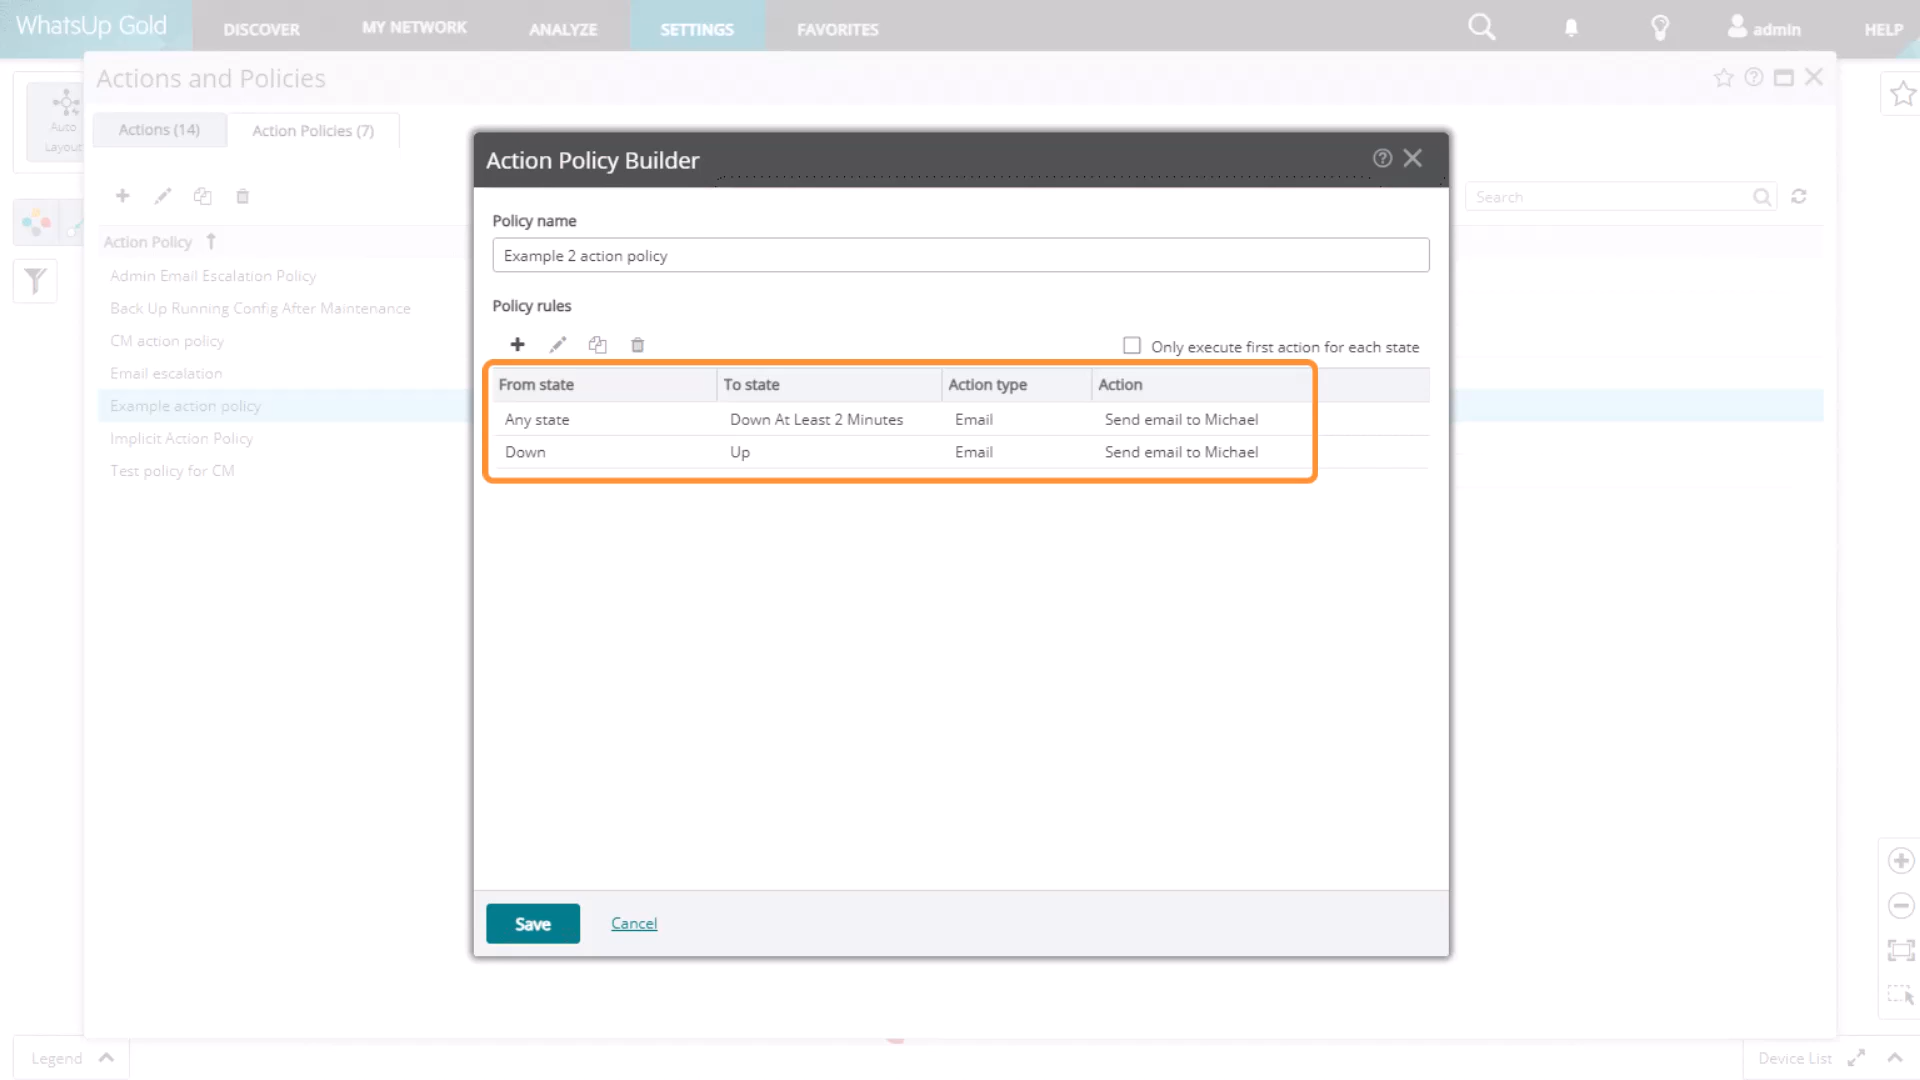 WhatsUp Gold
DISCOVER
MY NETWORK
ANALYZE
SETTINGS
FAVORITES
admin
HELP
Actions and Policies
Auto
Layout
Actions (14)
Action Policies (7)
Search
Action Policy
Admin Email Escalation Policy
Back Up Running Config After Maintenance
CM action policy
Email escalation
Example action policy
Implicit Action Policy
Test policy for CM
Action Policy Builder
Policy name
Example 2 action policy
Policy rules
Only execute first action for each state
From state To state Action type Action
Any state Down At Least 2 Minutes Email Send email to Michael
Down Up Email Send email to Michael
Save
Cancel
Legend
Device List